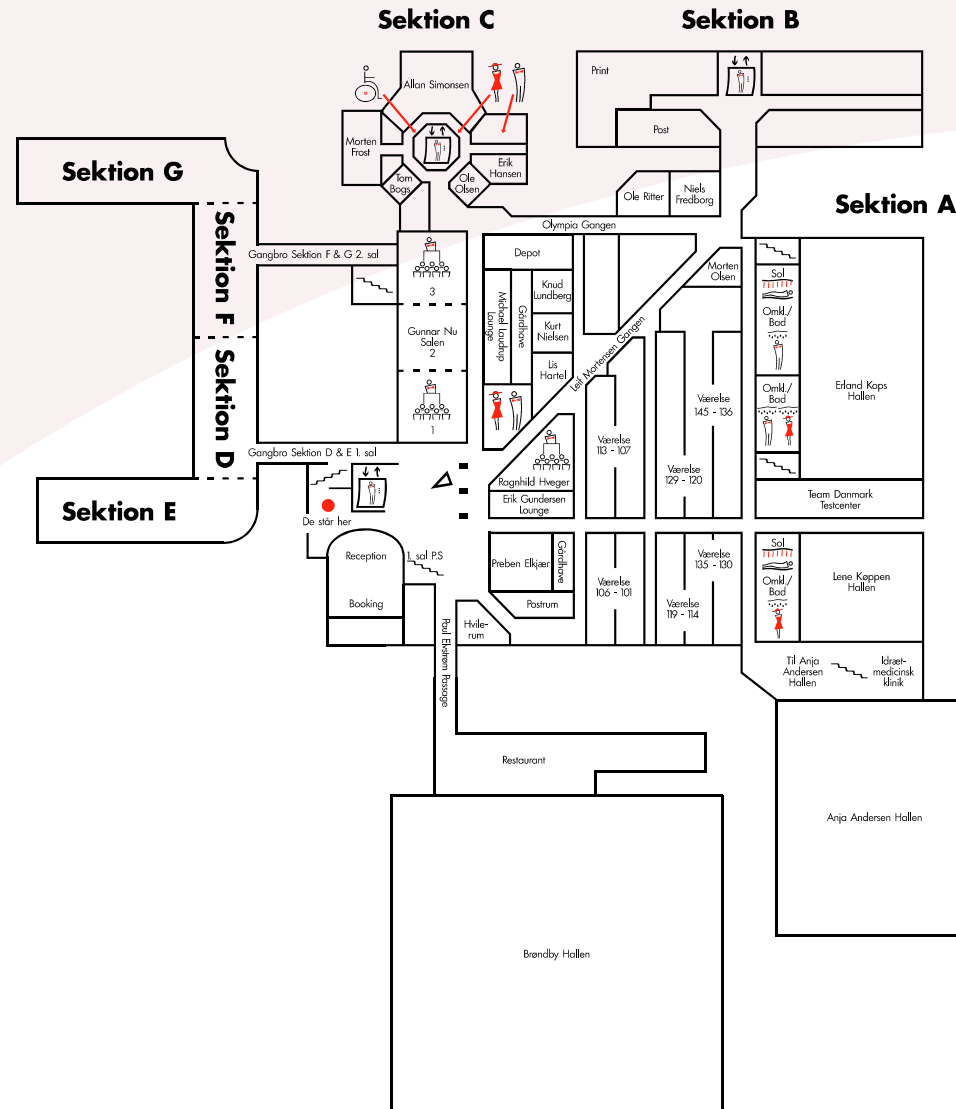 Sektion C
Sektion B
Print
Allan Simonsen
Morten
Frost
Post
Erik
Hansen
Tom
Bogs
Ole
Olsen
Sektion G
Ole Ritter
Niels
Fredborg
Sektion A
Sektion F
Olympia Gangen
Gangbro Sektion F & G 2. sal
Depot
Morten
Olsen
Sol
Knud
Lundberg
3
Michael Laudrup
Lounge
Gårdhave
Omkl./
Bad
Kurt
Nielsen
Gunnar Nu
Salen
2
Leif Mortensen Gangen
Lis
Hartel
Sektion D
Omkl./
Bad
Erland Kops
Hallen
Værelse
145 - 136
1
Værelse
113 - 107
Gangbro Sektion D & E 1. sal
Værelse
129 - 120
Ragnhild Hveger
Erik Gundersen
Lounge
Team Danmark
Testcenter
Sektion E
De står her
Reception
1. sal P.S
Preben Elkjær
Gårdhave
Værelse
135 - 130
Sol
Værelse
106 - 101
Omkl./
Bad
Lene Køppen
Hallen
Booking
Postrum
Værelse
119 - 114
Hvile-
rum
Poul Elvstrøm Passage
Til Anja
Andersen
Hallen
Idræt-
medicinsk
klinik
Restaurant
Anja Andersen Hallen
Brøndby Hallen